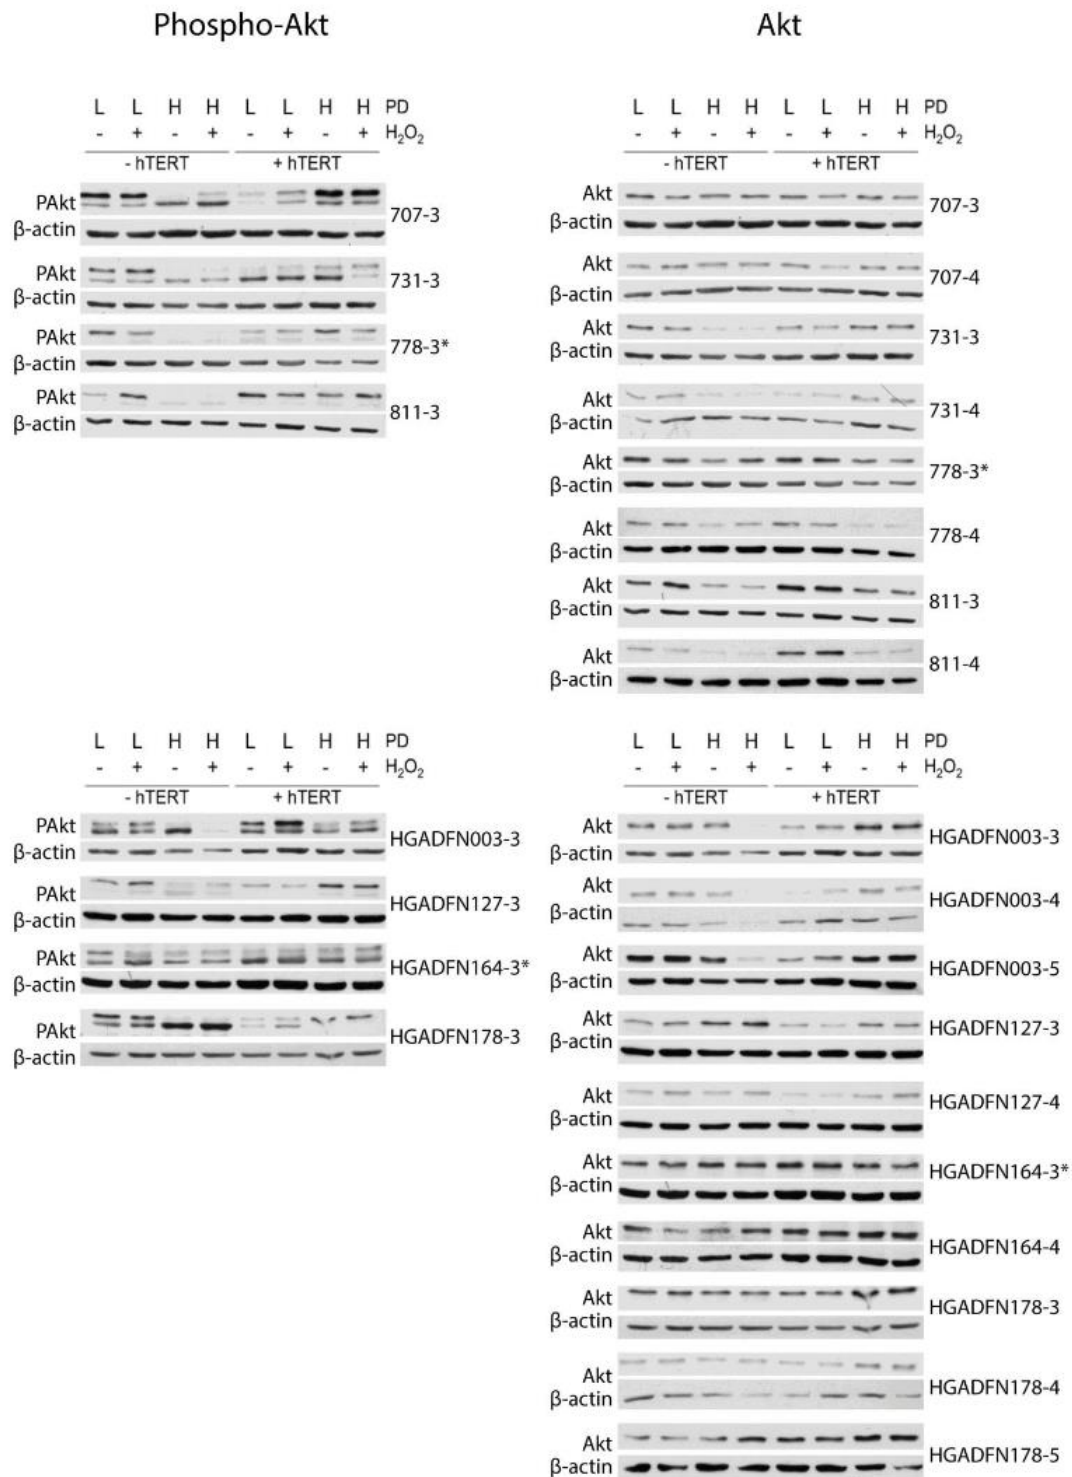 Phospho-Akt
L L H H L L H H PD
- + - + - + - + H₂O₂
- hTERT + hTERT
PAkt
β-actin
707-3
PAkt
β-actin
731-3
PAkt
β-actin
778-3*
PAkt
β-actin
811-3
Akt
L L H H L L H H PD
- + - + - + - + H₂O₂
- hTERT + hTERT
Akt
β-actin
707-3
Akt
β-actin
707-4
Akt
β-actin
731-3
Akt
β-actin
731-4
Akt
β-actin
778-3*
Akt
β-actin
778-4
Akt
β-actin
811-3
Akt
β-actin
811-4
L L H H L L H H PD
- + - + - + - + H₂O₂
- hTERT + hTERT
PAkt
β-actin
HGADFN003-3
PAkt
β-actin
HGADFN127-3
PAkt
β-actin
HGADFN164-3*
PAkt
β-actin
HGADFN178-3
L L H H L L H H PD
- + - + - + - + H₂O₂
- hTERT + hTERT
Akt
β-actin
HGADFN003-3
Akt
β-actin
HGADFN003-4
Akt
β-actin
HGADFN003-5
Akt
β-actin
HGADFN127-3
Akt
β-actin
HGADFN127-4
Akt
β-actin
HGADFN164-3*
Akt
β-actin
HGADFN164-4
Akt
β-actin
HGADFN178-3
Akt
β-actin
HGADFN178-4
Akt
β-actin
HGADFN178-5